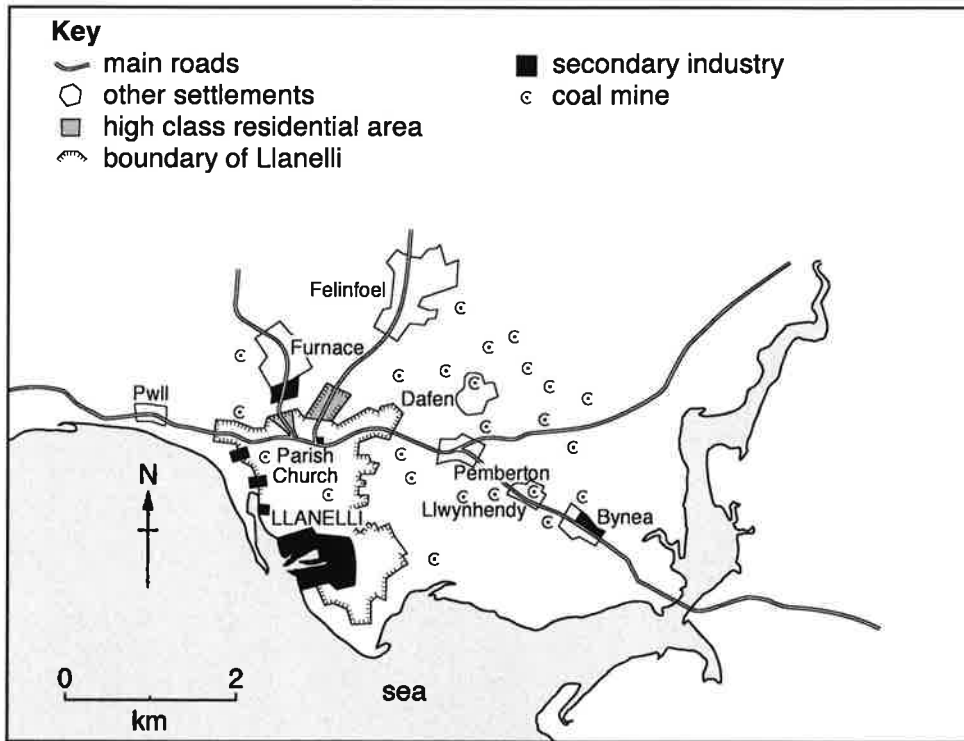 Key
main roads
other settlements
high class residential area
boundary of Llanelli
secondary industry
coal mine
Felinfoel
Furnace
Pwll
Dafen
Parish
Church
Pemberton
Llwynhendy
Bynea
LLANELLI
N
0 2
km
sea